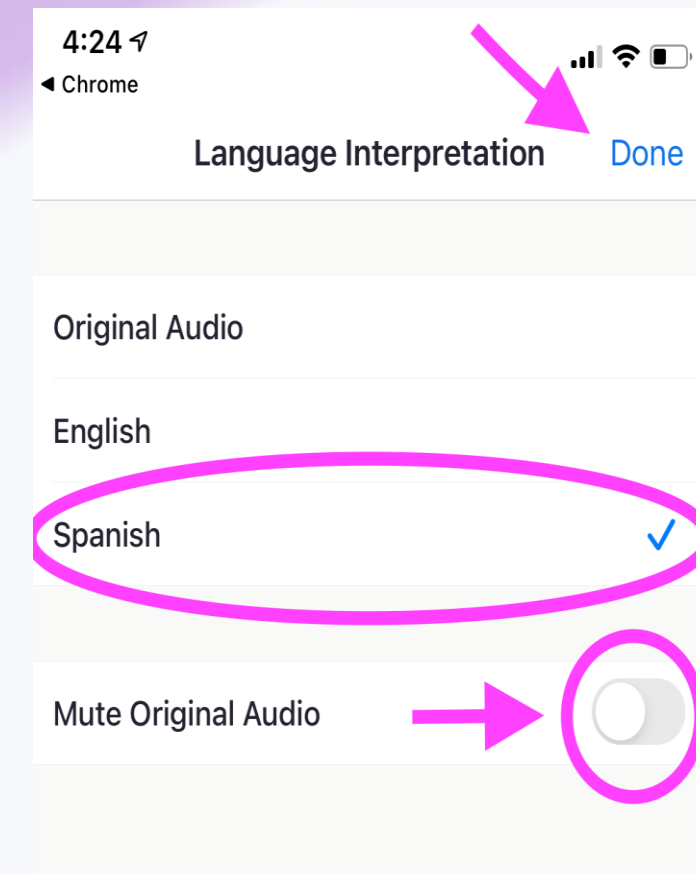 4:24
◀ Chrome
Language Interpretation Done
Original Audio
English
Spanish
Mute Original Audio